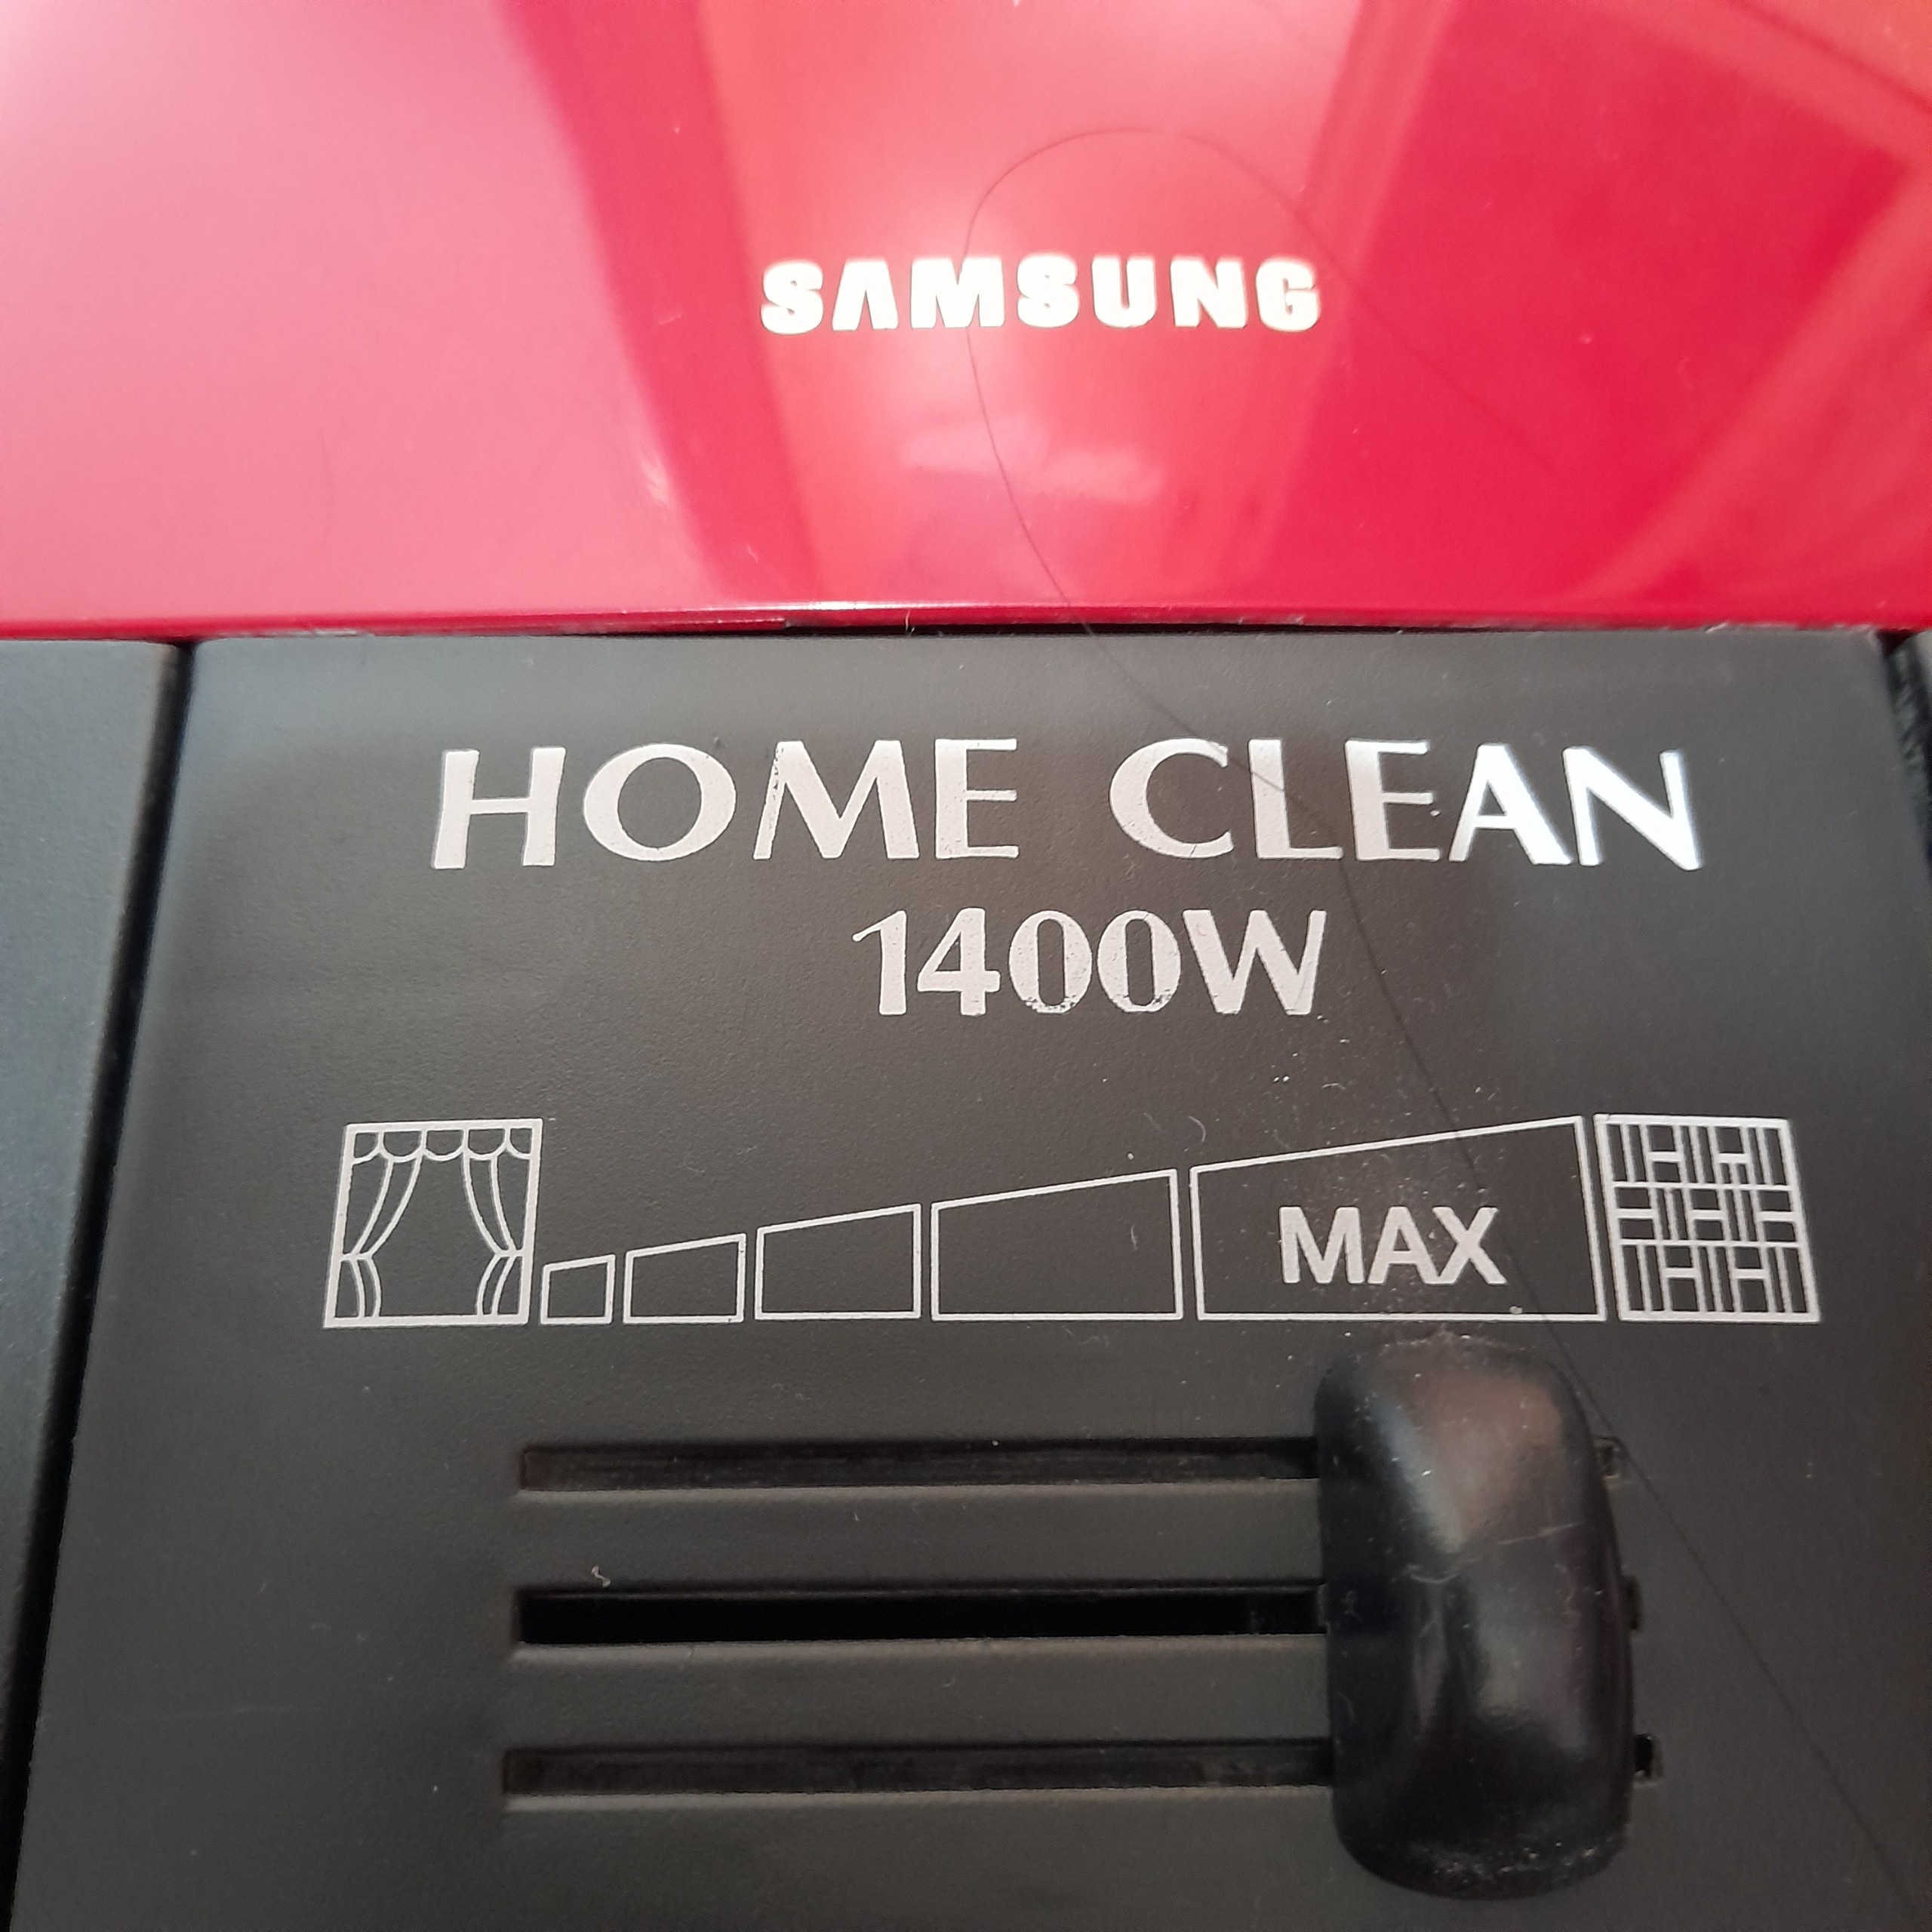 SAMSUNG
HOME CLEAN
1400W
MAX